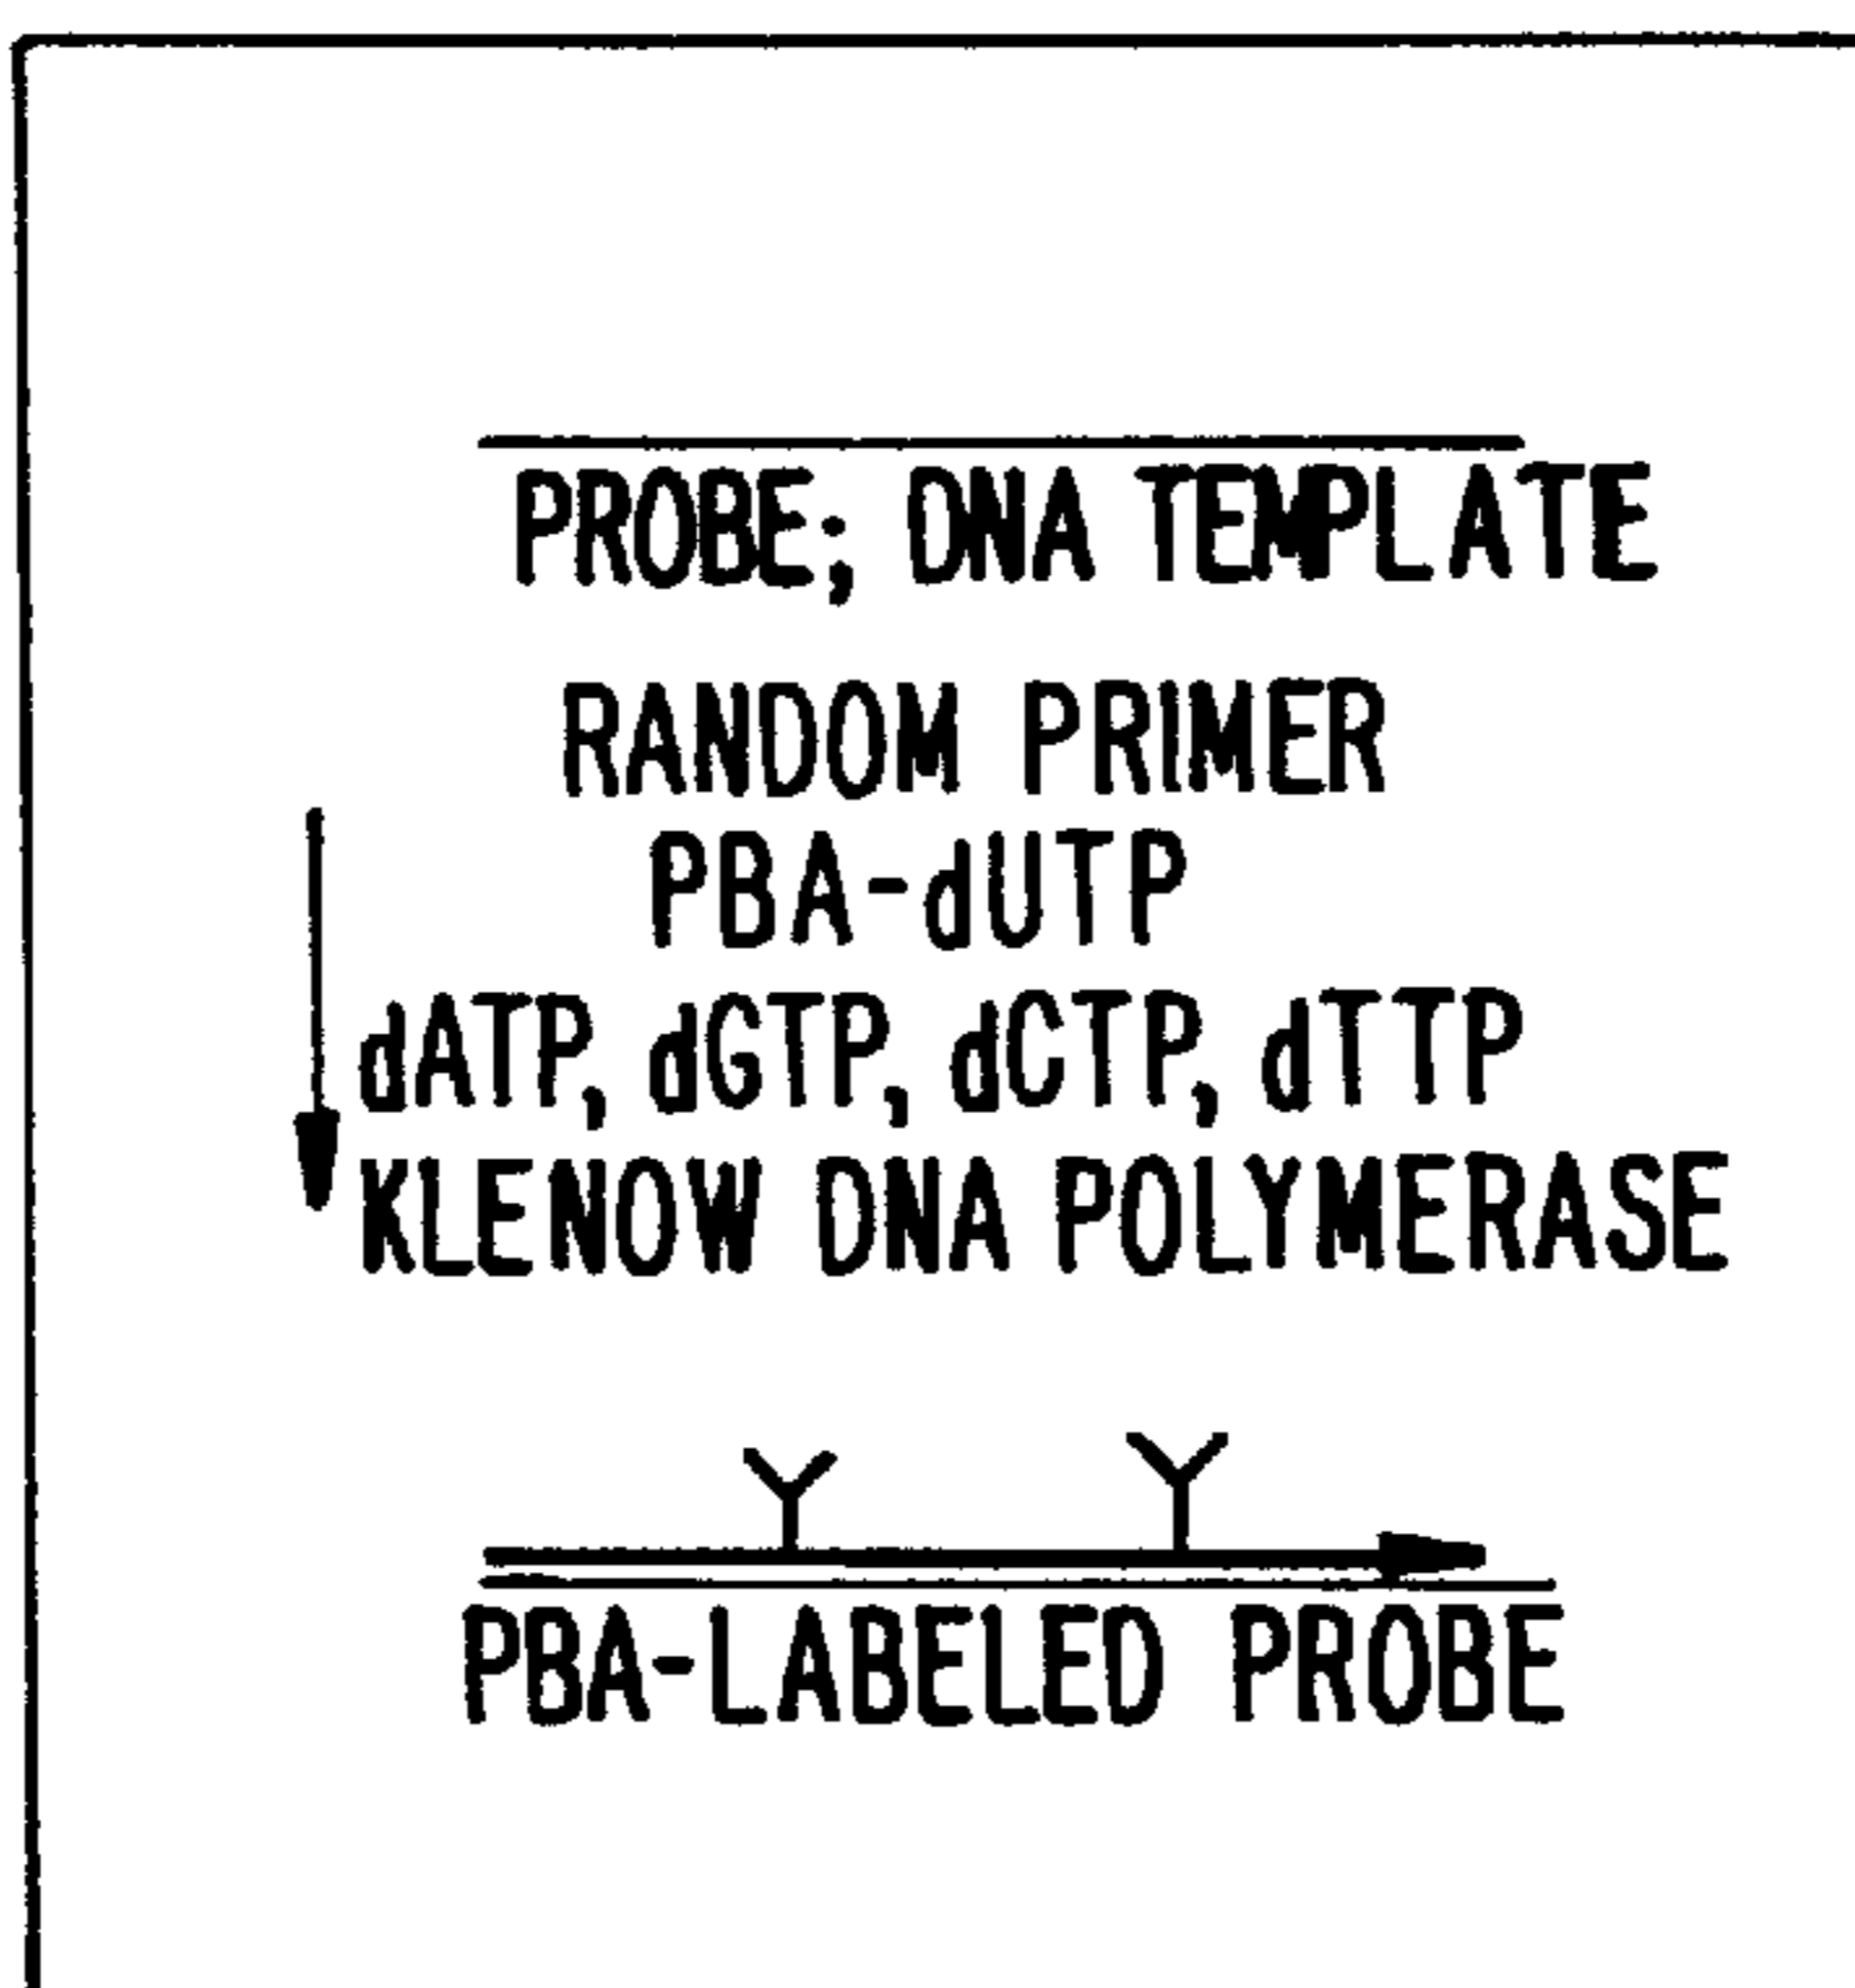 PROBE; DNA TEMPLATE
RANDOM PRIMER
PBA-dUTP
dATP, dGTP, dCTP, dTTP
KLENOW DNA POLYMERASE
PBA-LABELED PROBE